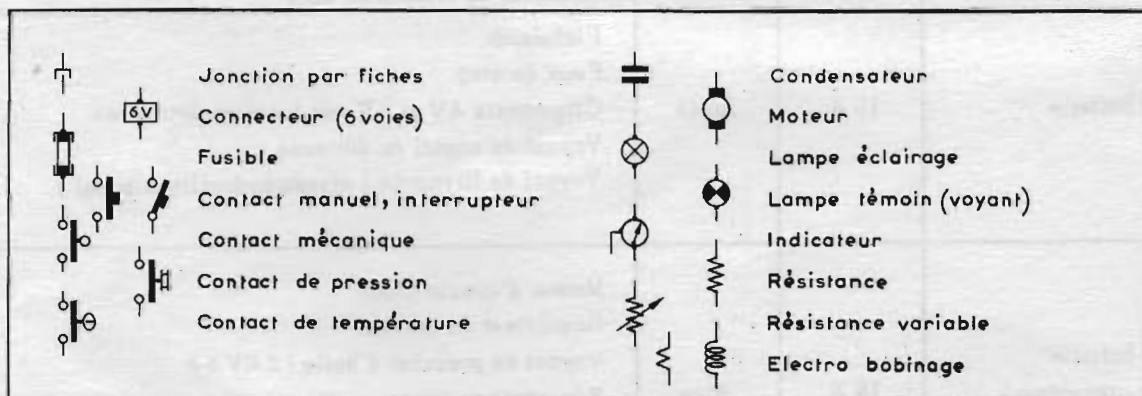 Jonction par fiches
6V
Connecteur (6 voies)
Fusible
Contact manuel, interrupteur
Contact mécanique
Contact de pression
Contact de température
Condensateur
Moteur
Lampe éclairage
Lampe témoin (voyant)
Indicateur
Résistance
Résistance variable
Electro bobinage